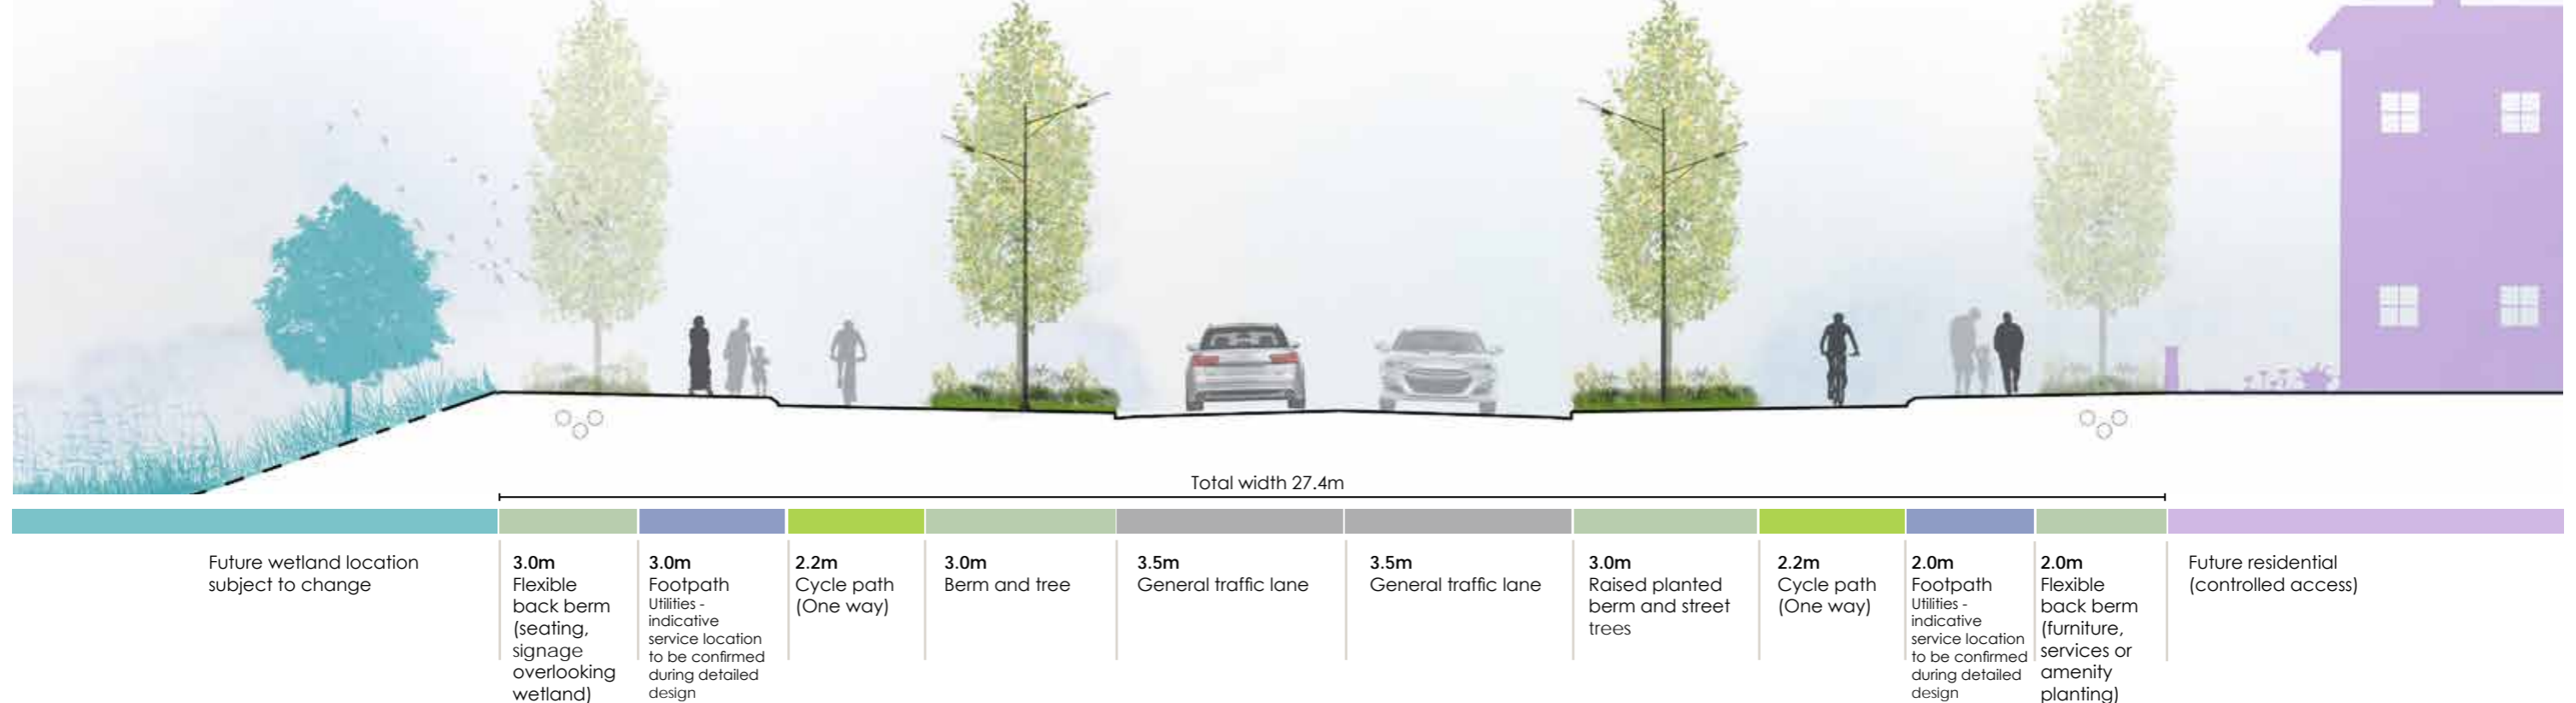 Total width 27.4m
Future wetland location
subject to change
3.0m
Flexible
back berm
(seating,
signage
overlooking
wetland)
3.0m
Footpath
Utilities -
indicative
service location
to be confirmed
during detailed
design
2.2m
Cycle path
(One way)
3.0m
Berm and tree
3.5m
General traffic lane
3.5m
General traffic lane
3.0m
Raised planted
berm and street
trees
2.2m
Cycle path
(One way)
2.0m
Footpath
Utilities -
indicative
service location
to be confirmed
during detailed
design
2.0m
Flexible
back berm
(furniture,
services or
amenity
planting)
Future residential
(controlled access)